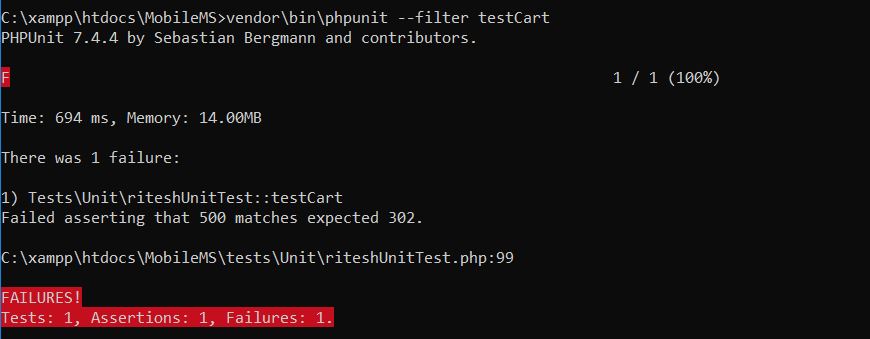 C:\xampp\htdocs\MobileMS>vendor\bin\phpunit --filter testCart
PHPUnit 7.4.4 by Sebastian Bergmann and contributors.
F 1 / 1 (100%)
Time: 694 ms, Memory: 14.00MB
There was 1 failure:
1) Tests\Unit\riteshUnitTest::testCart
Failed asserting that 500 matches expected 302.
C:\xampp\htdocs\MobileMS\tests\Unit\riteshUnitTest.php:99
FAILURES!
Tests: 1, Assertions: 1, Failures: 1.